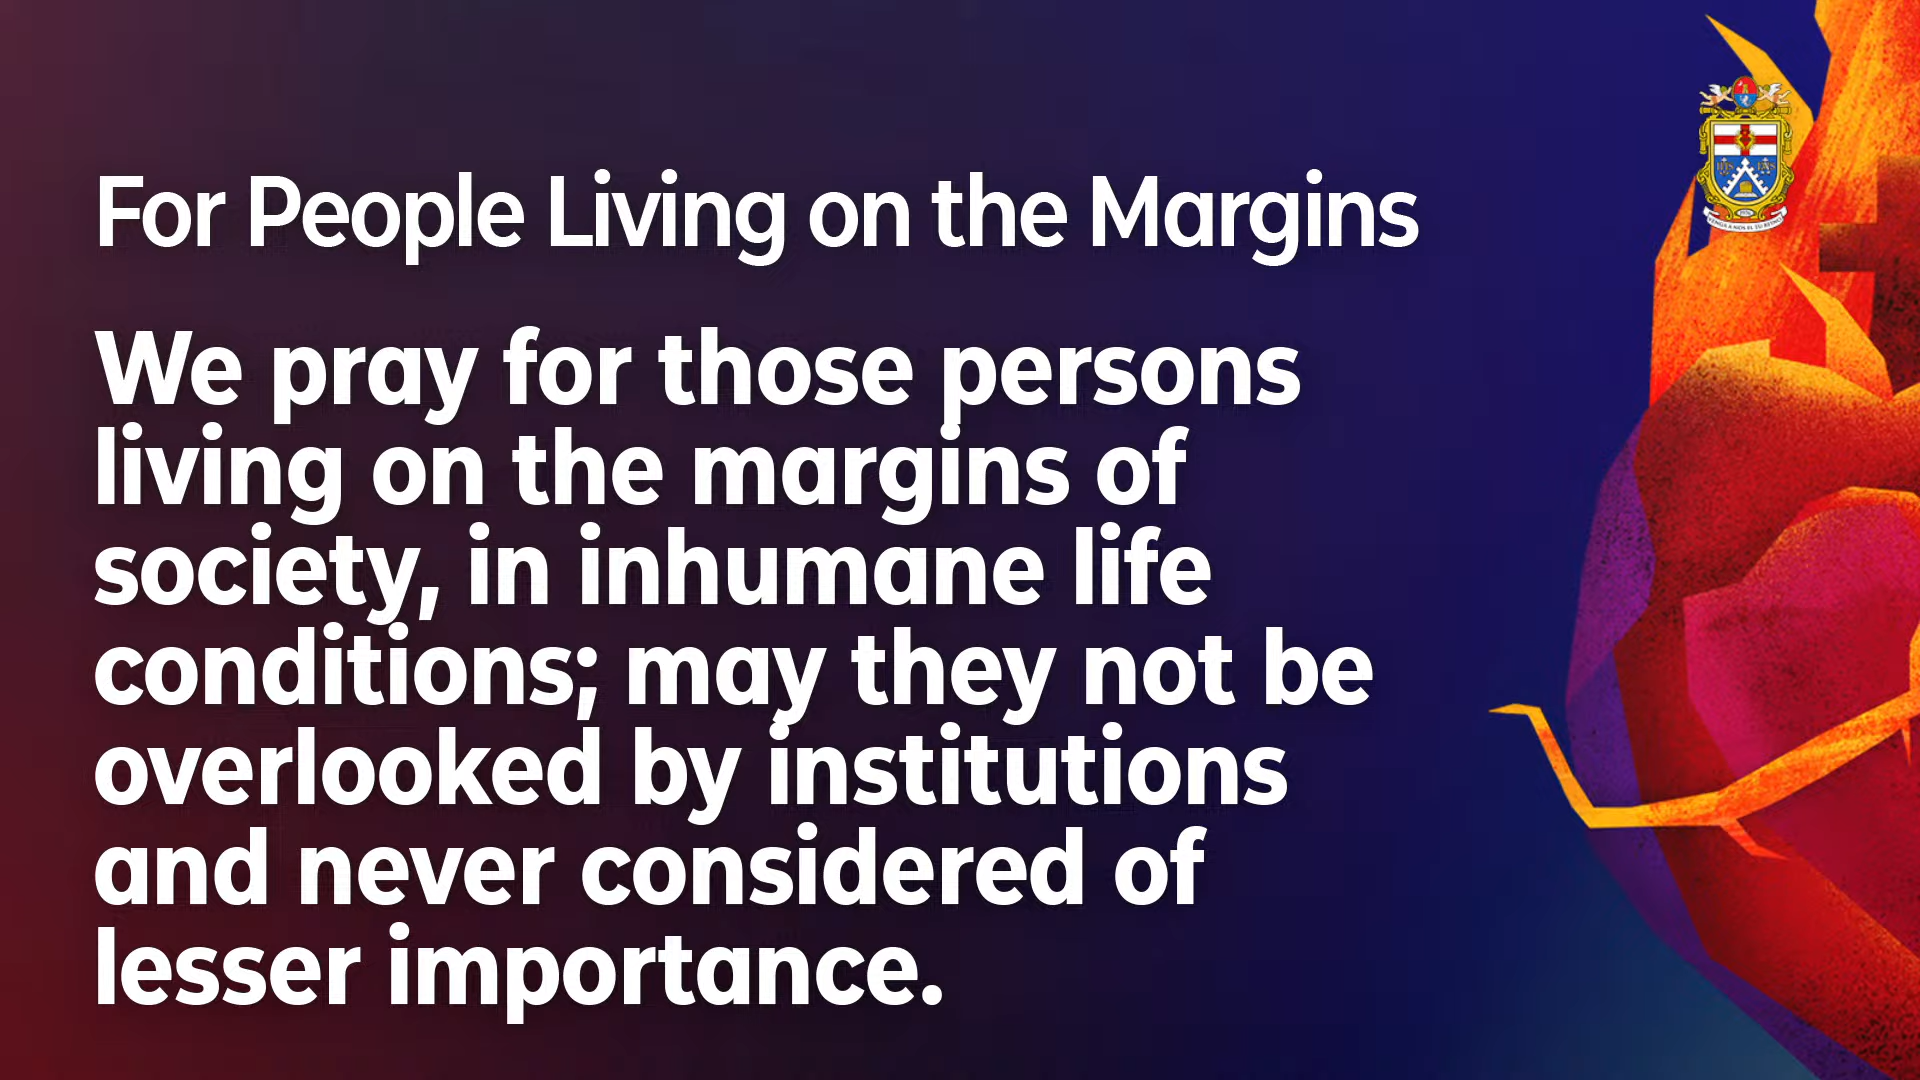 For People Living on the Margins
We pray for those persons
living on the margins of
society, in inhumane life
conditions; may they not be
overlooked by institutions
and never considered of
lesser importance.